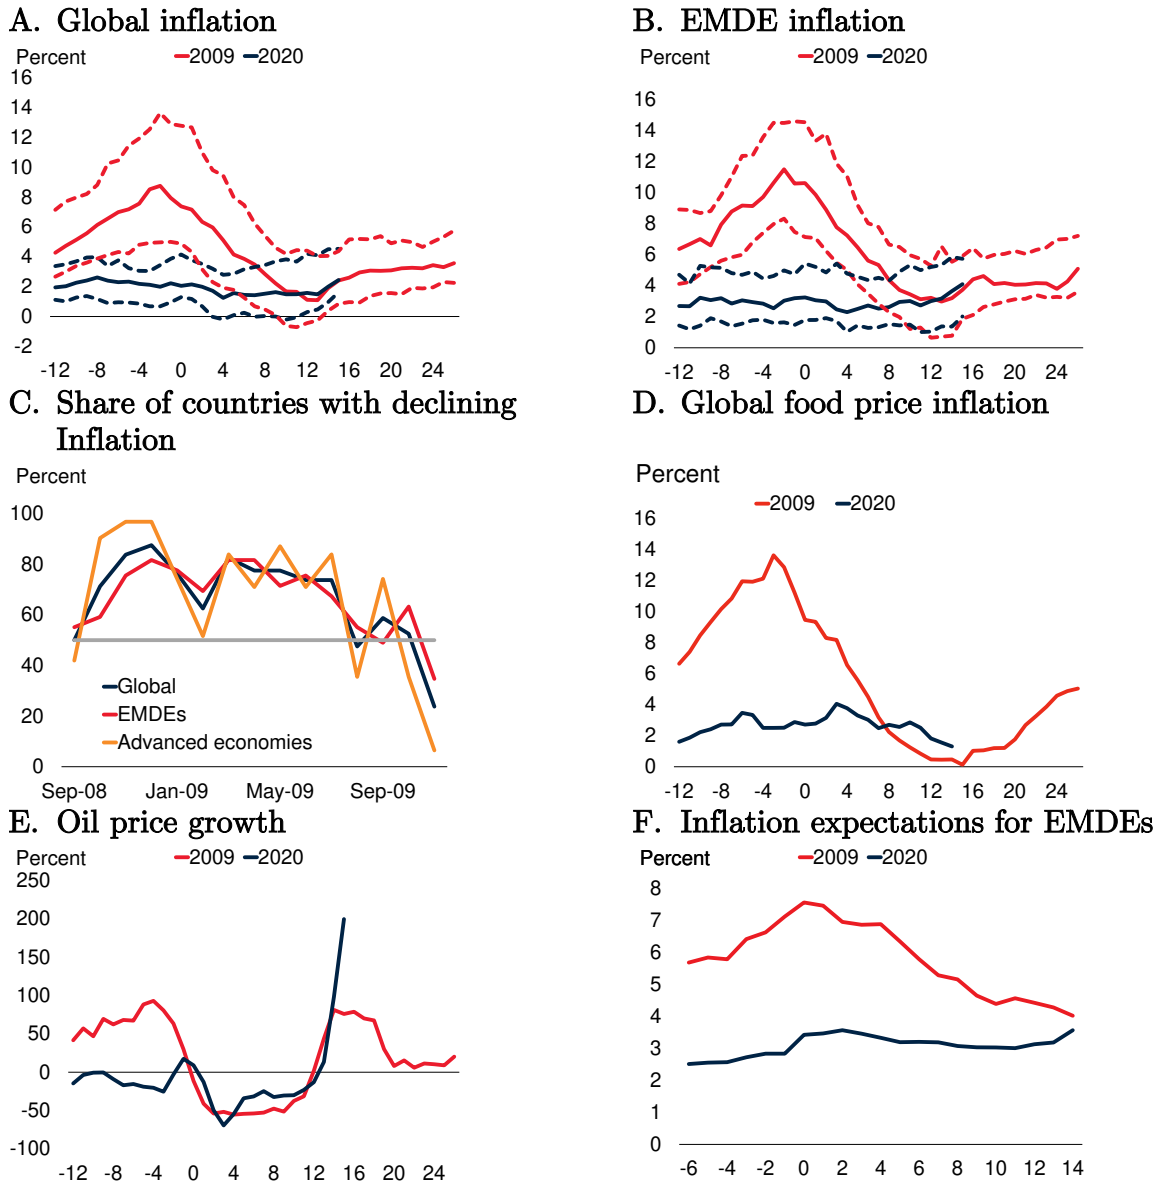 A. Global inflation
Percent
2009 2020
16
14
12
10
8
6
4
2
0
-2
-12 -8 -4 0 4 8 12 16 20 24
B. EMDE inflation
Percent
2009 2020
16
14
12
10
8
6
4
2
0
-12 -8 -4 0 4 8 12 16 20 24
C. Share of countries with declining
Inflation
Percent
100
80
60
40
20
0
Global
EMDEs
Advanced economies
Sep-08 Jan-09 May-09 Sep-09
D. Global food price inflation
Percent
2009 2020
16
14
12
10
8
6
4
2
0
-12 -8 -4 0 4 8 12 16 20 24
E. Oil price growth
Percent
2009 2020
250
200
150
100
50
0
-50
-100
-12 -8 -4 0 4 8 12 16 20 24
F. Inflation expectations for EMDEs
Percent
2009 2020
8
7
6
5
4
3
2
1
0
-6 -4 -2 0 2 4 6 8 10 12 14